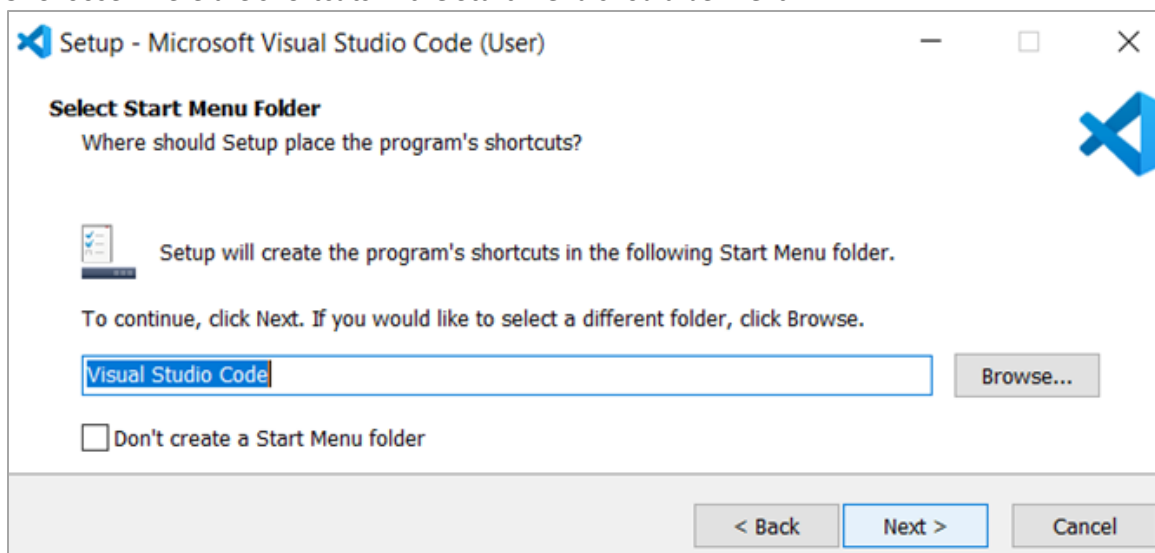 Setup - Microsoft Visual Studio Code (User)
Select Start Menu Folder
Where should Setup place the program's shortcuts?
Setup will create the program's shortcuts in the following Start Menu folder.
To continue, click Next. If you would like to select a different folder, click Browse.
Visual Studio Code
Browse...
Don't create a Start Menu folder
< Back
Next >
Cancel